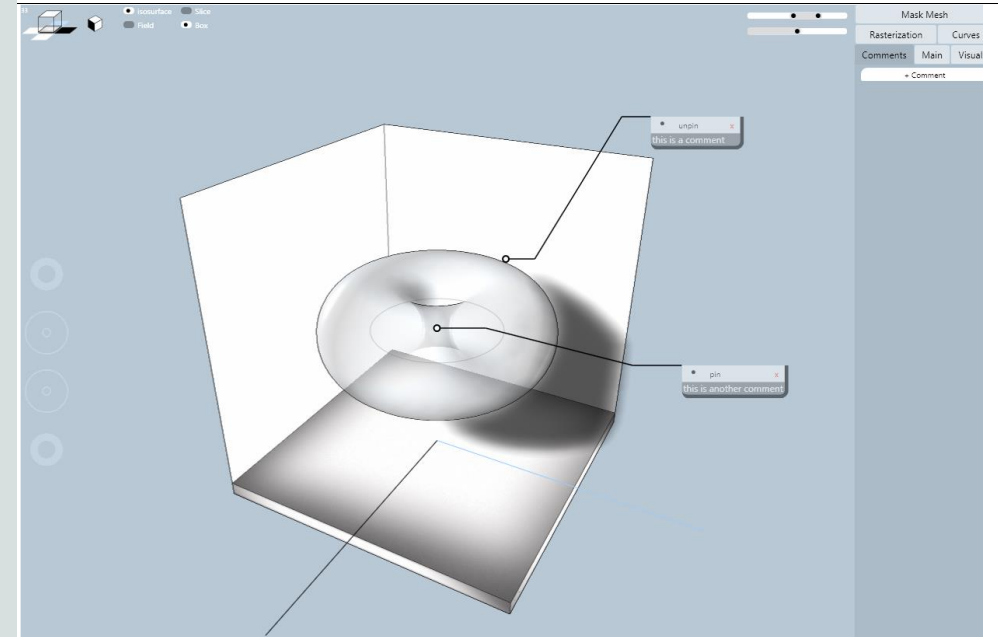 Isosurface Slice
Field Box
Mask Mesh
Rasterization Curves
Comments Main Visual
+ Comment
unpin x
this is a comment
pin x
this is another comment